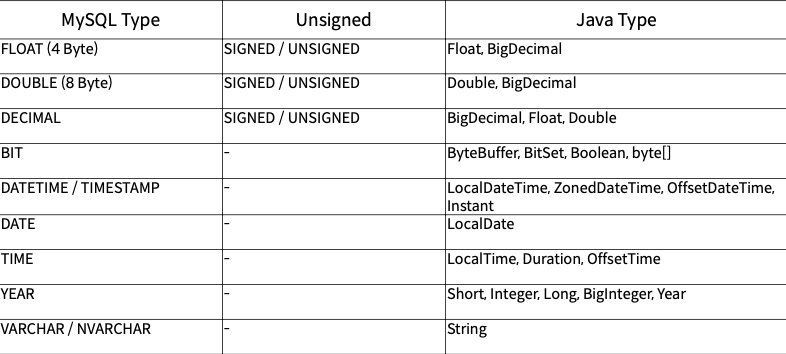 MySQL Type Unsigned Java Type
FLOAT (4 Byte) SIGNED / UNSIGNED Float, BigDecimal
DOUBLE (8 Byte) SIGNED / UNSIGNED Double, BigDecimal
DECIMAL SIGNED / UNSIGNED BigDecimal, Float, Double
BIT - ByteBuffer, BitSet, Boolean, byte[]
DATETIME / TIMESTAMP - LocalDateTime, ZonedDateTime, OffsetDateTime,
Instant
DATE - LocalDate
TIME - LocalTime, Duration, OffsetTime
YEAR - Short, Integer, Long, BigInteger, Year
VARCHAR / NVARCHAR - String